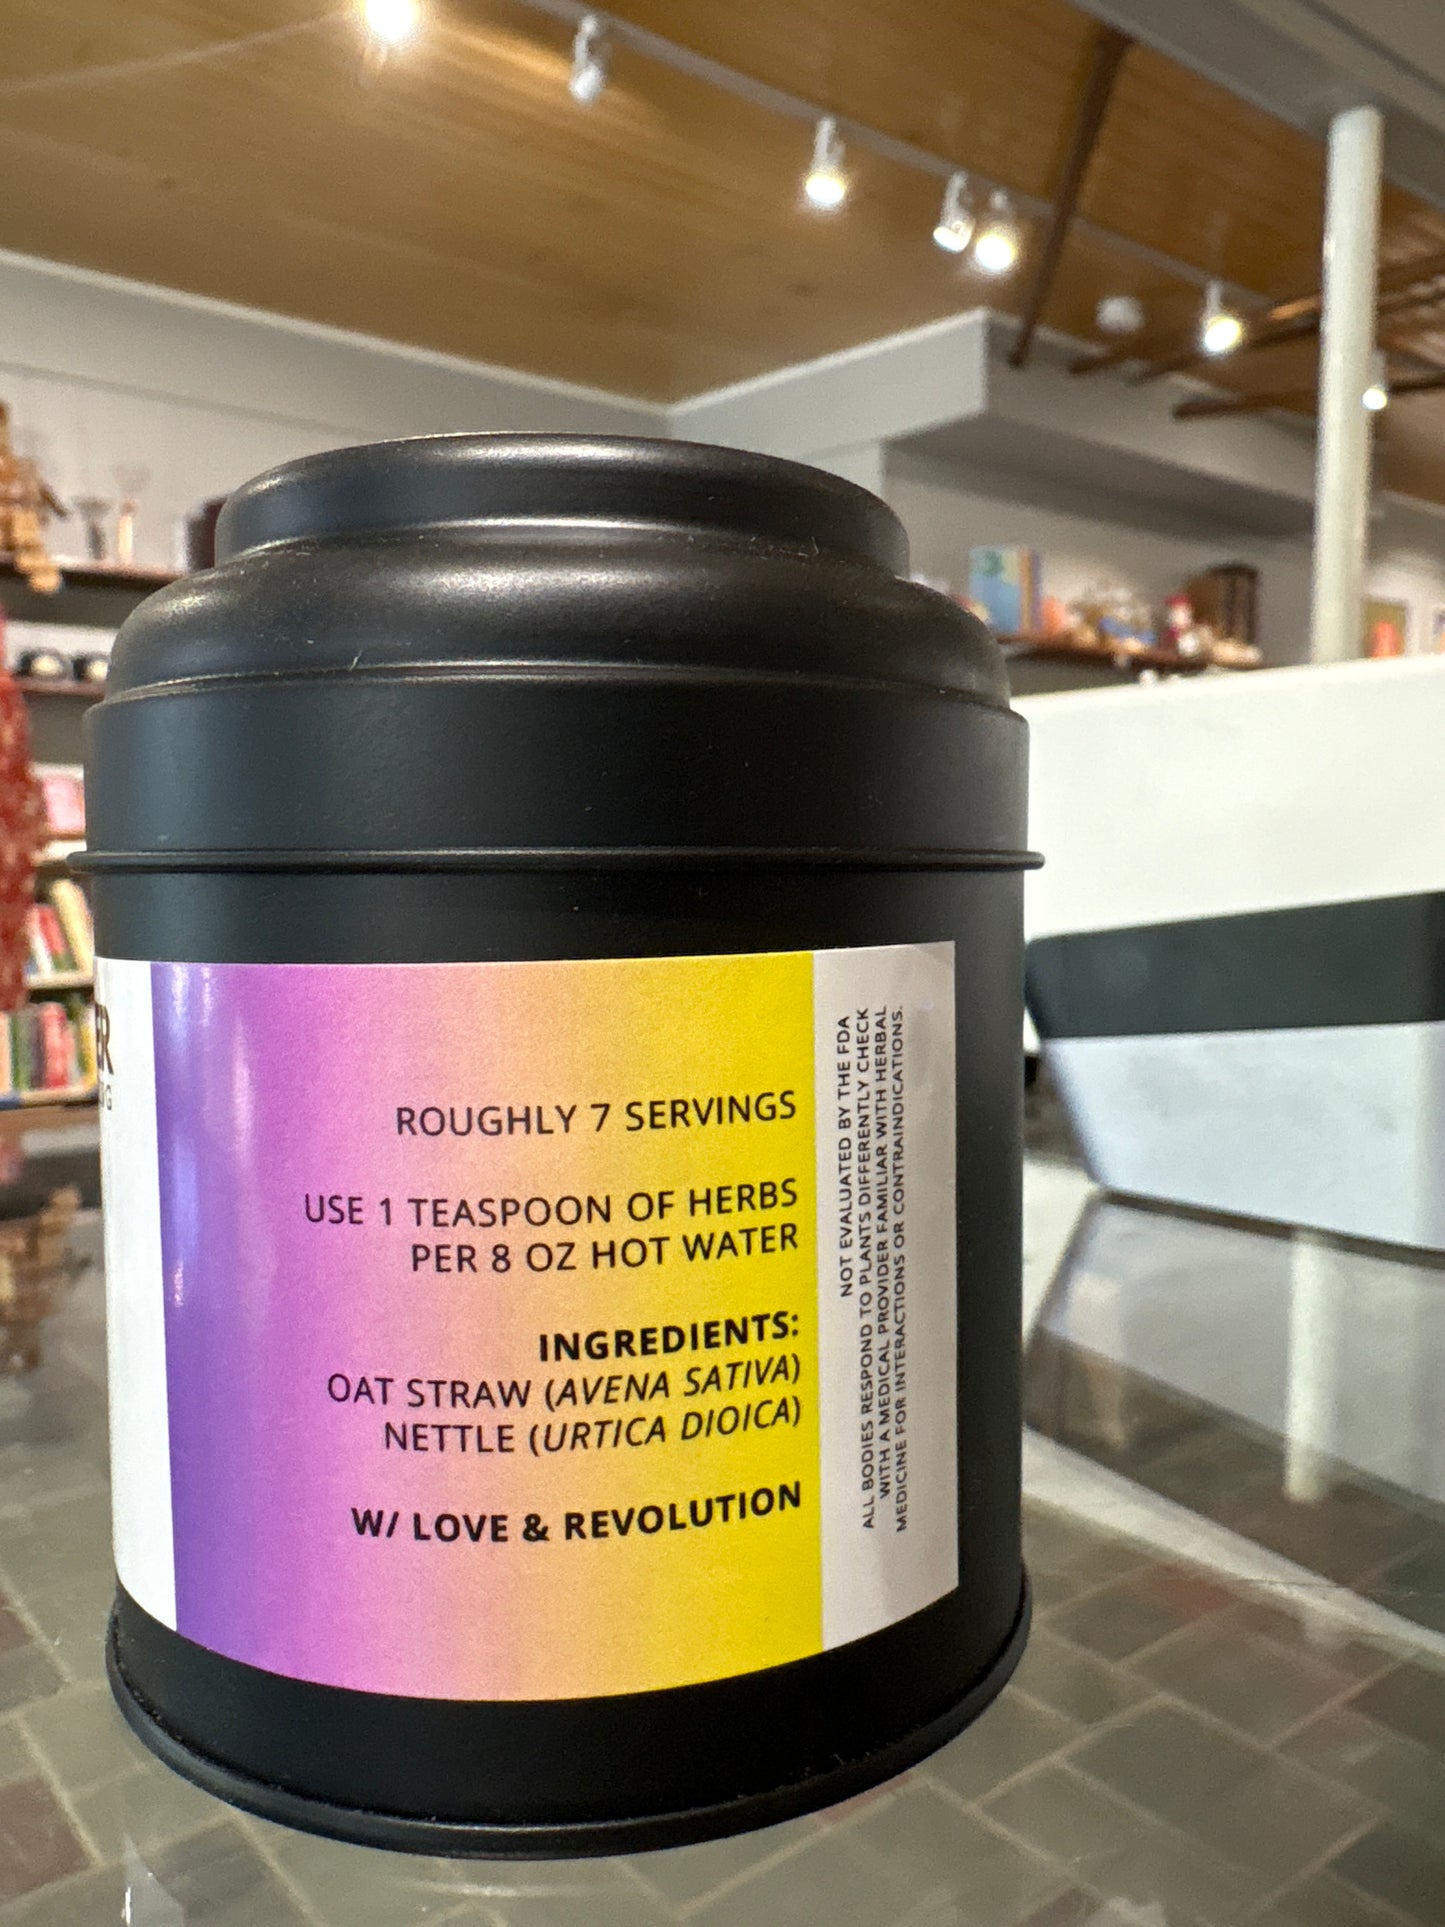 ROUGHLY 7 SERVINGS
USE 1 TEASPOON OF HERBS
PER 8 OZ HOT WATER
INGREDIENTS:
OAT STRAW (AVENA SATIVA)
NETTLE (URTICA DIOICA)
W/ LOVE & REVOLUTION
NOT EVALUATED BY THE FDA
ALL BODIES RESPOND TO PLANTS DIFFERENTLY CHECK
WITH A MEDICAL PROVIDER FAMILIAR WITH HERBAL
MEDICINE FOR INTERACTIONS OR CONTRAINDICATIONS.